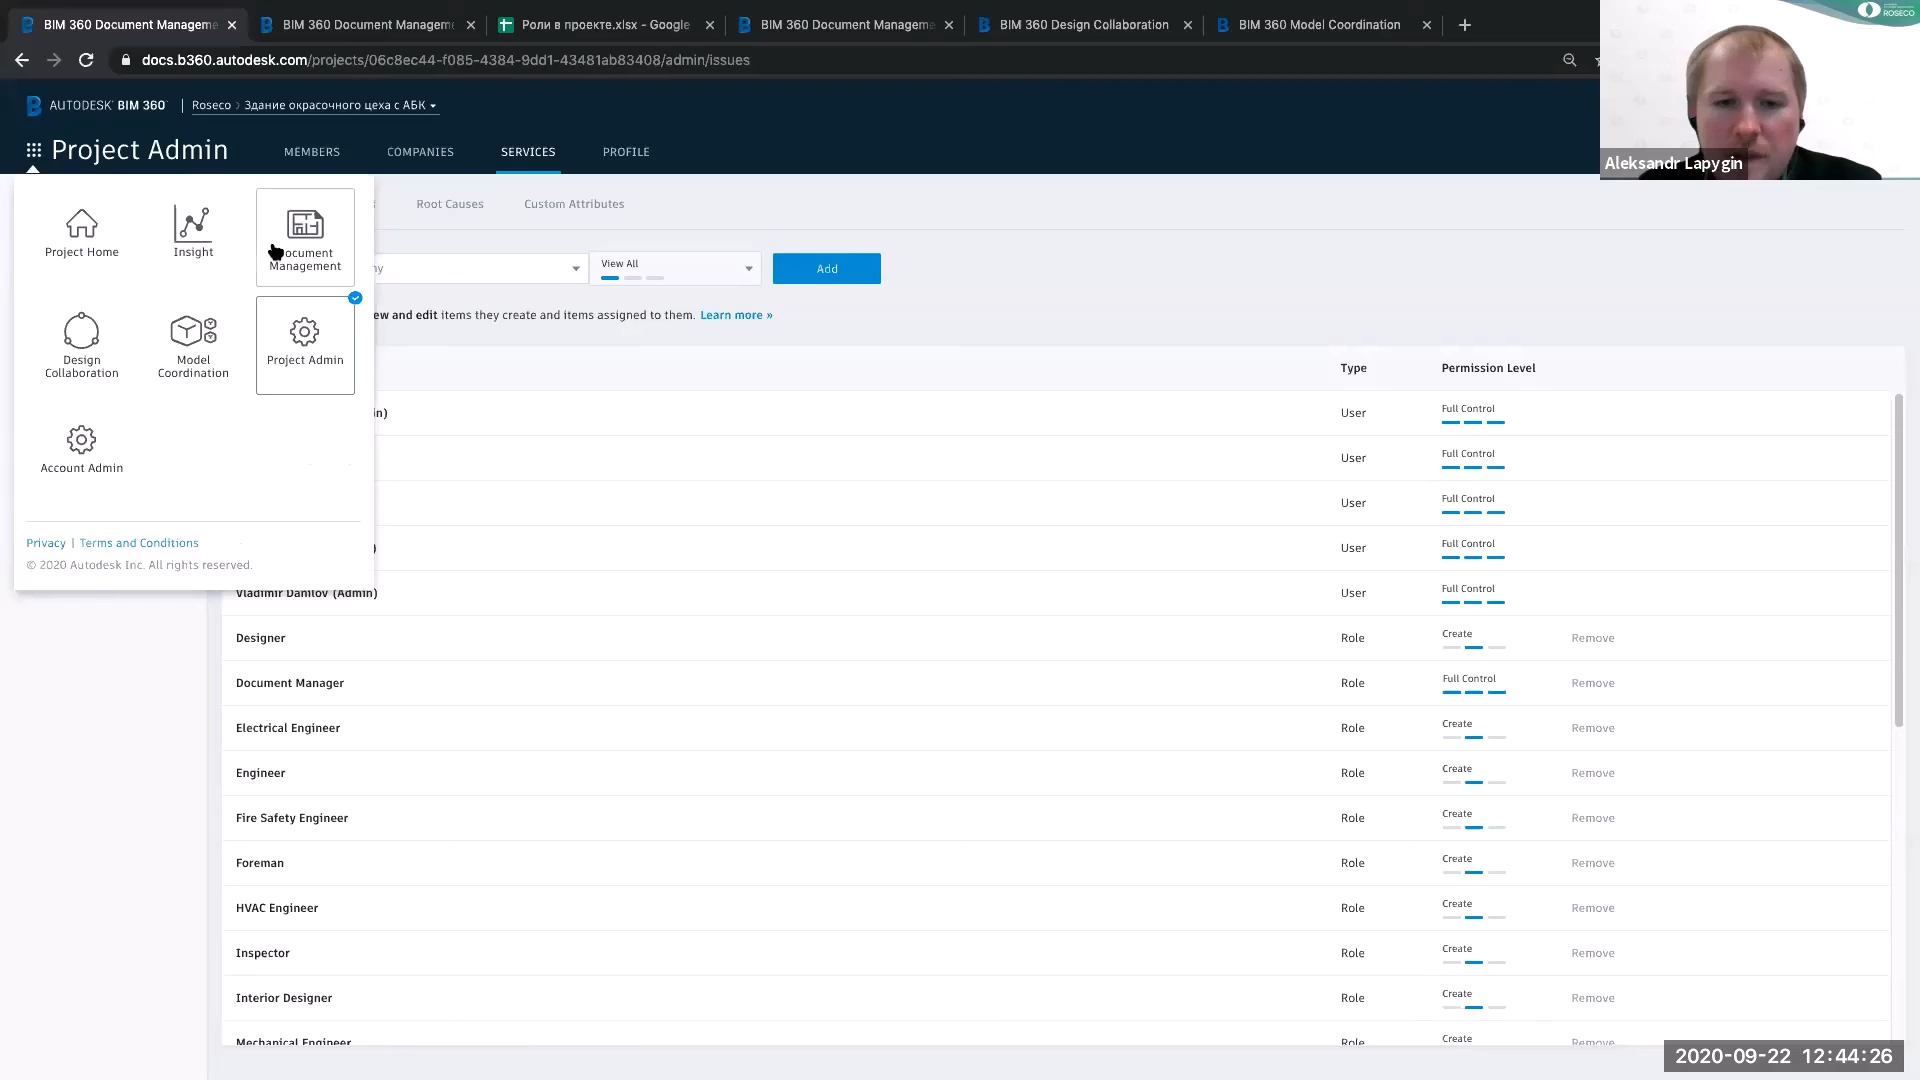 BIM 360 Document Manageme
BIM 360 Document Managem
Роли в проекте.xlsx - Google
BIM 360 Document Manageme
BIM 360 Design Collaboration
BIM 360 Model Coordination
docs.b360.autodesk.com/projects/06c8ec44-f085-4384-9dd1-43481ab83408/admin/issues
ROSECO
AUTODESK BIM 360
Roseco > Здание окрасочного цеха с АБК
Project Admin
MEMBERS
COMPANIES
SERVICES
PROFILE
Aleksandr Lapygin
Project Home
Insight
Document
Management
Design
Collaboration
Model
Coordination
Project Admin
Account Admin
Privacy | Terms and Conditions
© 2020 Autodesk Inc. All rights reserved.
Root Causes
Custom Attributes
ny
View All
Add
ew and edit items they create and items assigned to them. Learn more »
Type
Permission Level
in)
User
Full Control
User
Full Control
User
Full Control
)
User
Full Control
Vladimir Danilov (Admin)
User
Full Control
Designer
Role
Create
Remove
Document Manager
Role
Full Control
Remove
Electrical Engineer
Role
Create
Remove
Engineer
Role
Create
Remove
Fire Safety Engineer
Role
Create
Remove
Foreman
Role
Create
Remove
HVAC Engineer
Role
Create
Remove
Inspector
Role
Create
Remove
Interior Designer
Role
Create
Remove
Mechanical Engineer
Role
Create
Remove
2020-09-22 12:44:26